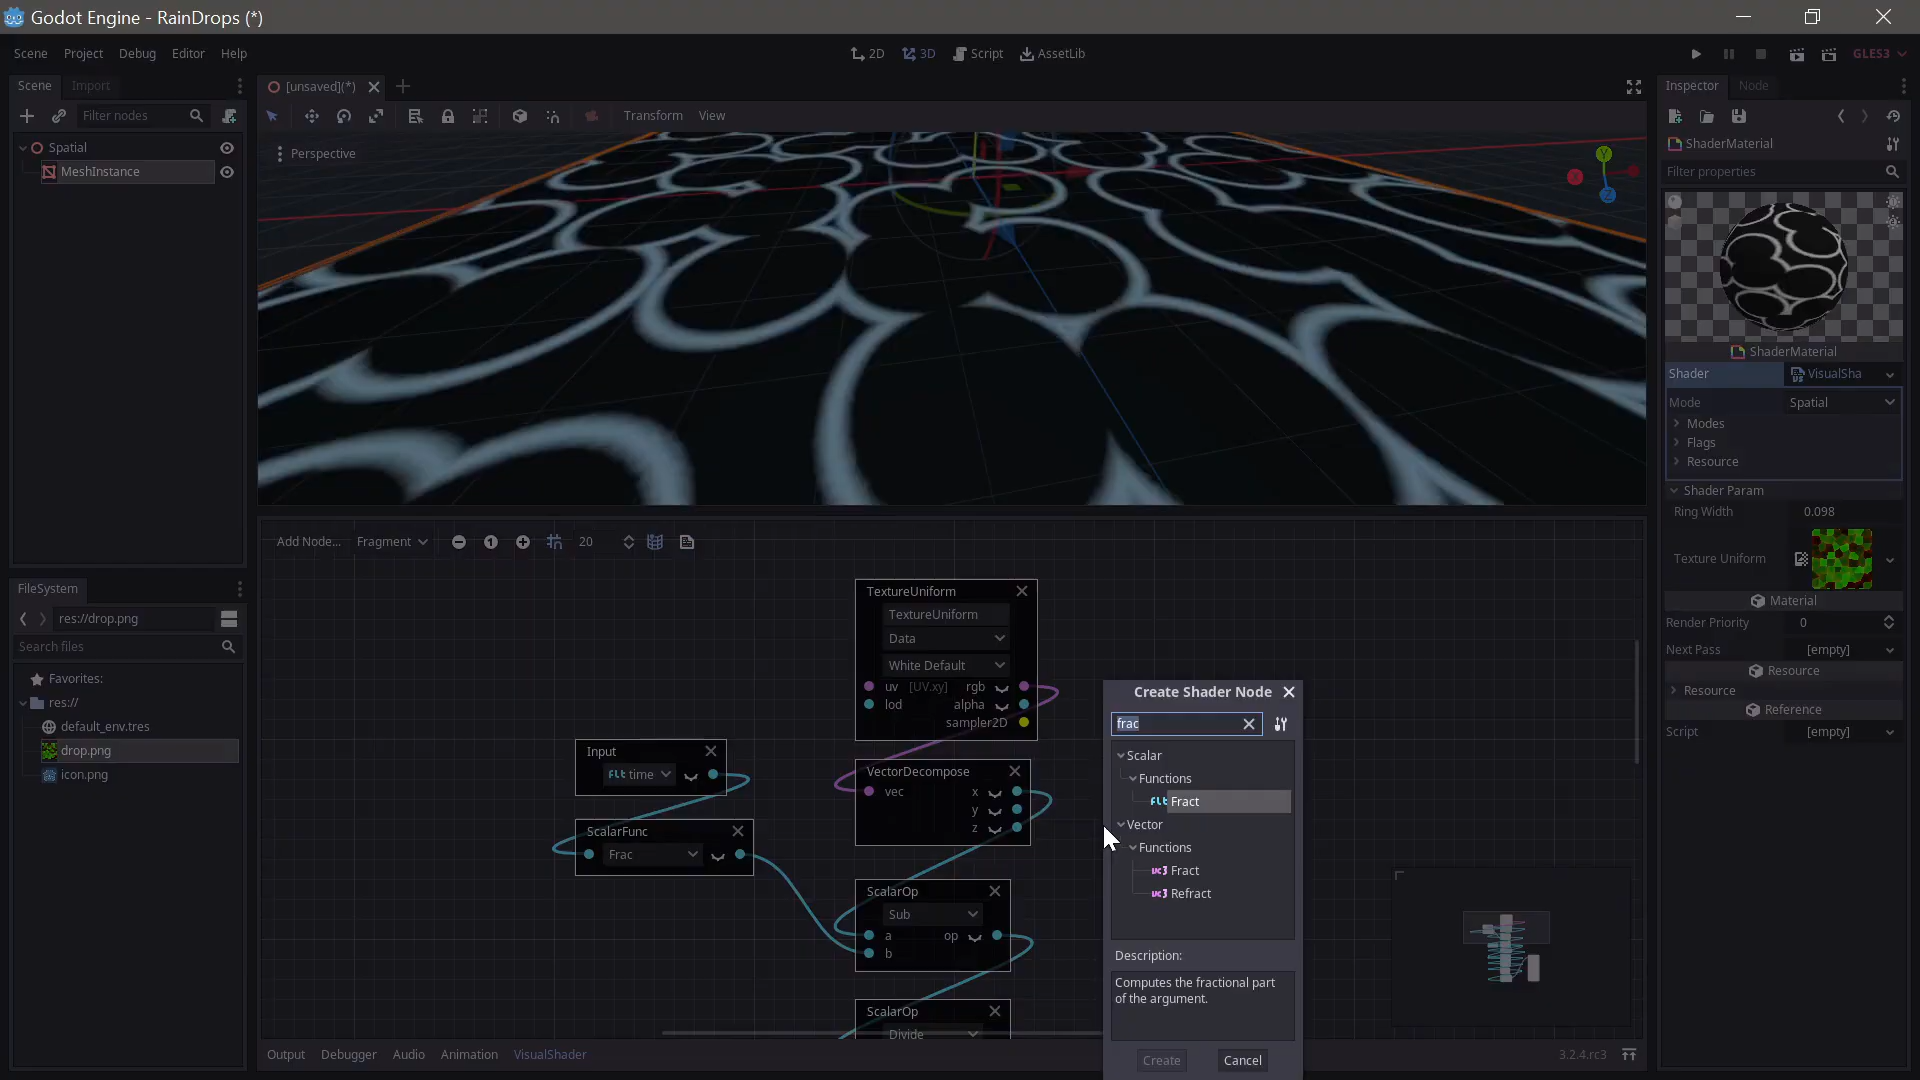 Godot Engine - RainDrops (*)
Scene Project Debug Editor Help
2D 3D Script AssetLib
GLES3
Scene Import
Filter nodes
Spatial
MeshInstance
[unsaved](*)
Transform View
Perspective
Y
X
Z
Inspector Node
ShaderMaterial
Filter properties
ShaderMaterial
Shader VisualSha
Mode Spatial
Modes
Flags
Resource
Shader Param
Ring Width 0.098
Texture Uniform
Material
Render Priority 0
Next Pass [empty]
Resource
Resource
Reference
Script [empty]
FileSystem
res://drop.png
Search files
Favorites:
res://
default_env.tres
drop.png
icon.png
Add Node... Fragment 1 20
TextureUniform
TextureUniform
Data
White Default
uv [UV.xy] rgb
lod alpha
sampler2D
Input
time
ScalarFunc
Frac
VectorDecompose
vec x
y
z
ScalarOp
Sub
a op
b
ScalarOp
Divide
Create Shader Node
frac
Scalar
Functions
Fract
Vector
Functions
Fract
Refract
Description:
Computes the fractional part
of the argument.
Create Cancel
Output Debugger Audio Animation VisualShader
3.2.4.rc3